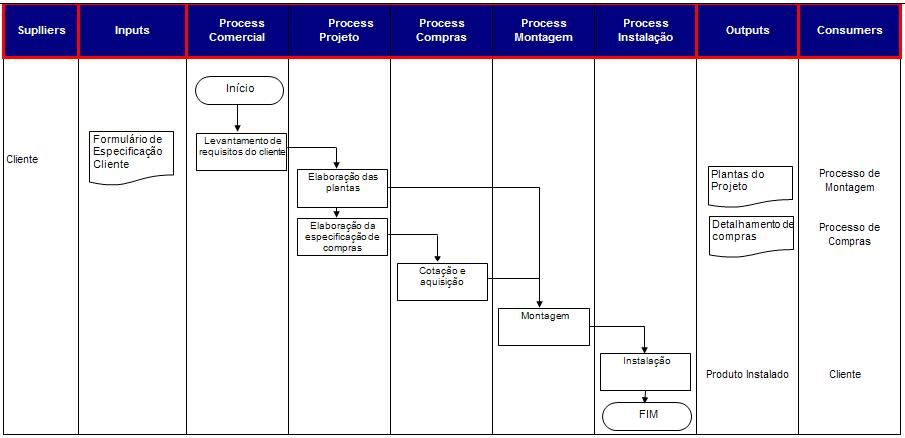 Suplliers
Inputs
Process
Comercial
Process
Projeto
Process
Compras
Process
Montagem
Process
Instalação
Outputs
Consumers
Início
Cliente
Formulário de
Especificação
Cliente
Levantamento de
requisitos do cliente
Elaboração das
plantas
Plantas do
Projeto
Processo de
Montagem
Elaboração da
especificação de
compras
Detalhamento de
compras
Processo de
Compras
Cotação e
aquisição
Montagem
Instalação
Produto Instalado
Cliente
FIM